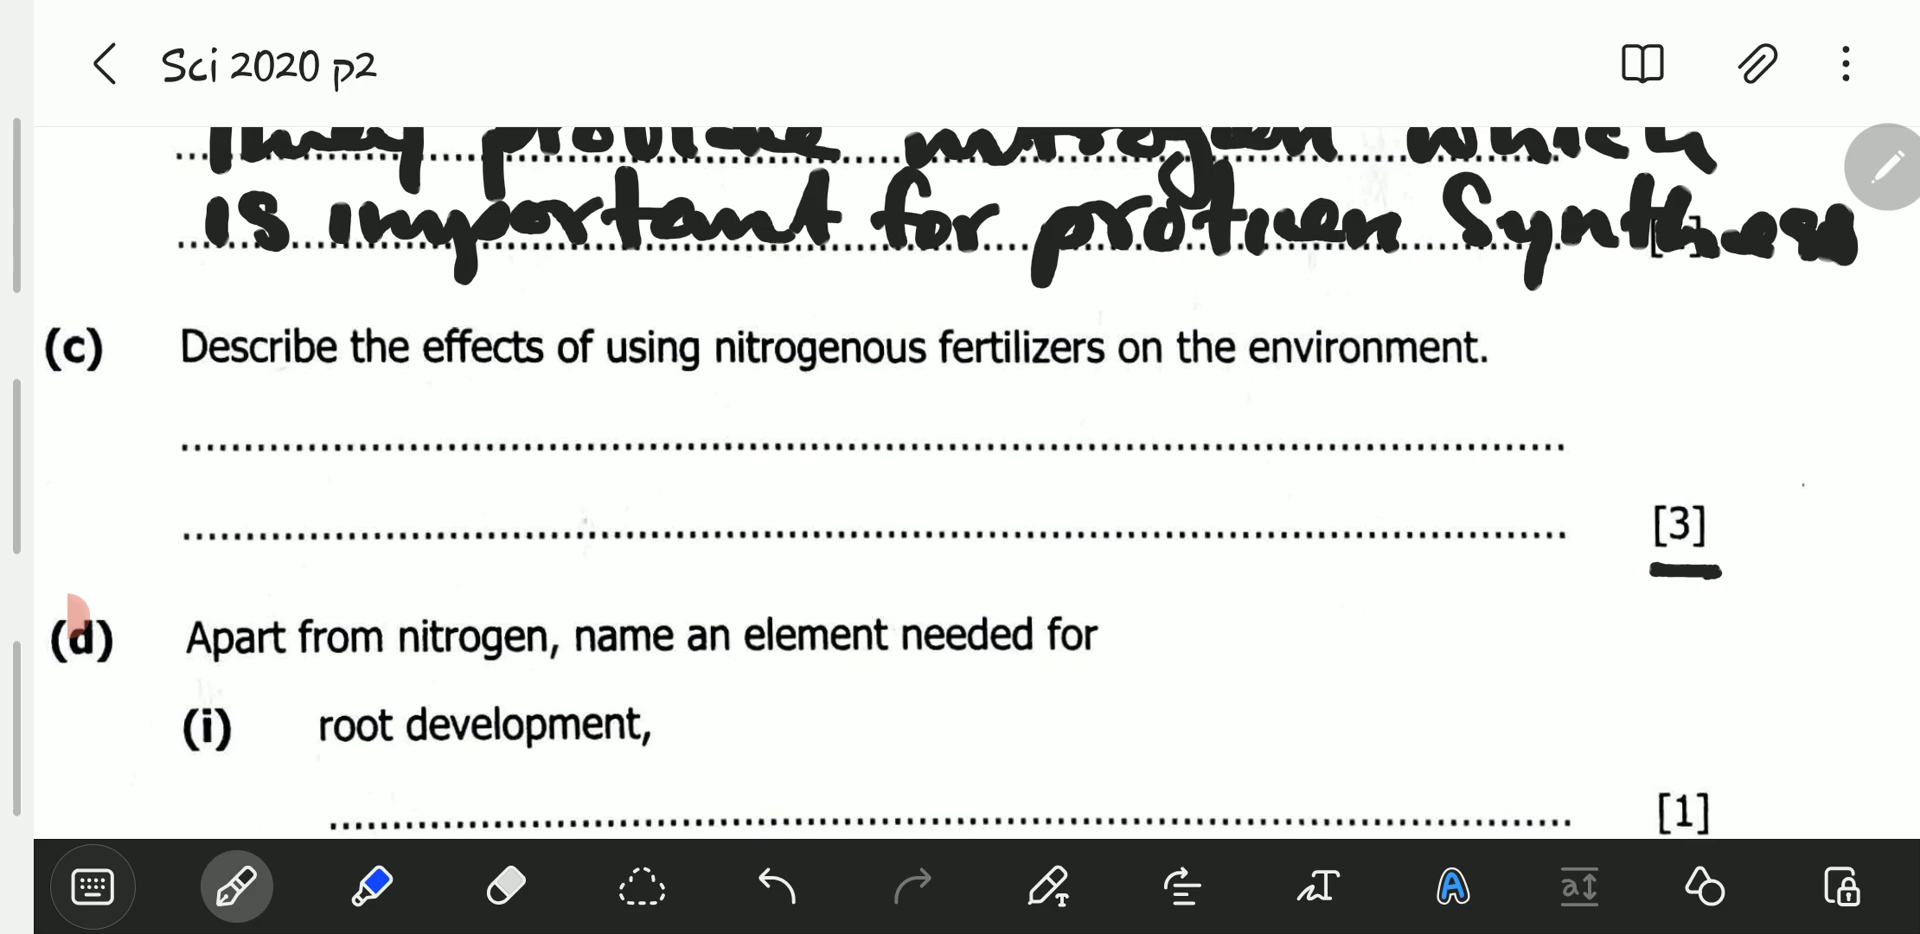 Sci 2020 p2
They provide nitrogen which
is important for protien Synthesis
(c) Describe the effects of using nitrogenous fertilizers on the environment.
[3]
(d) Apart from nitrogen, name an element needed for
(i) root development,
[1]